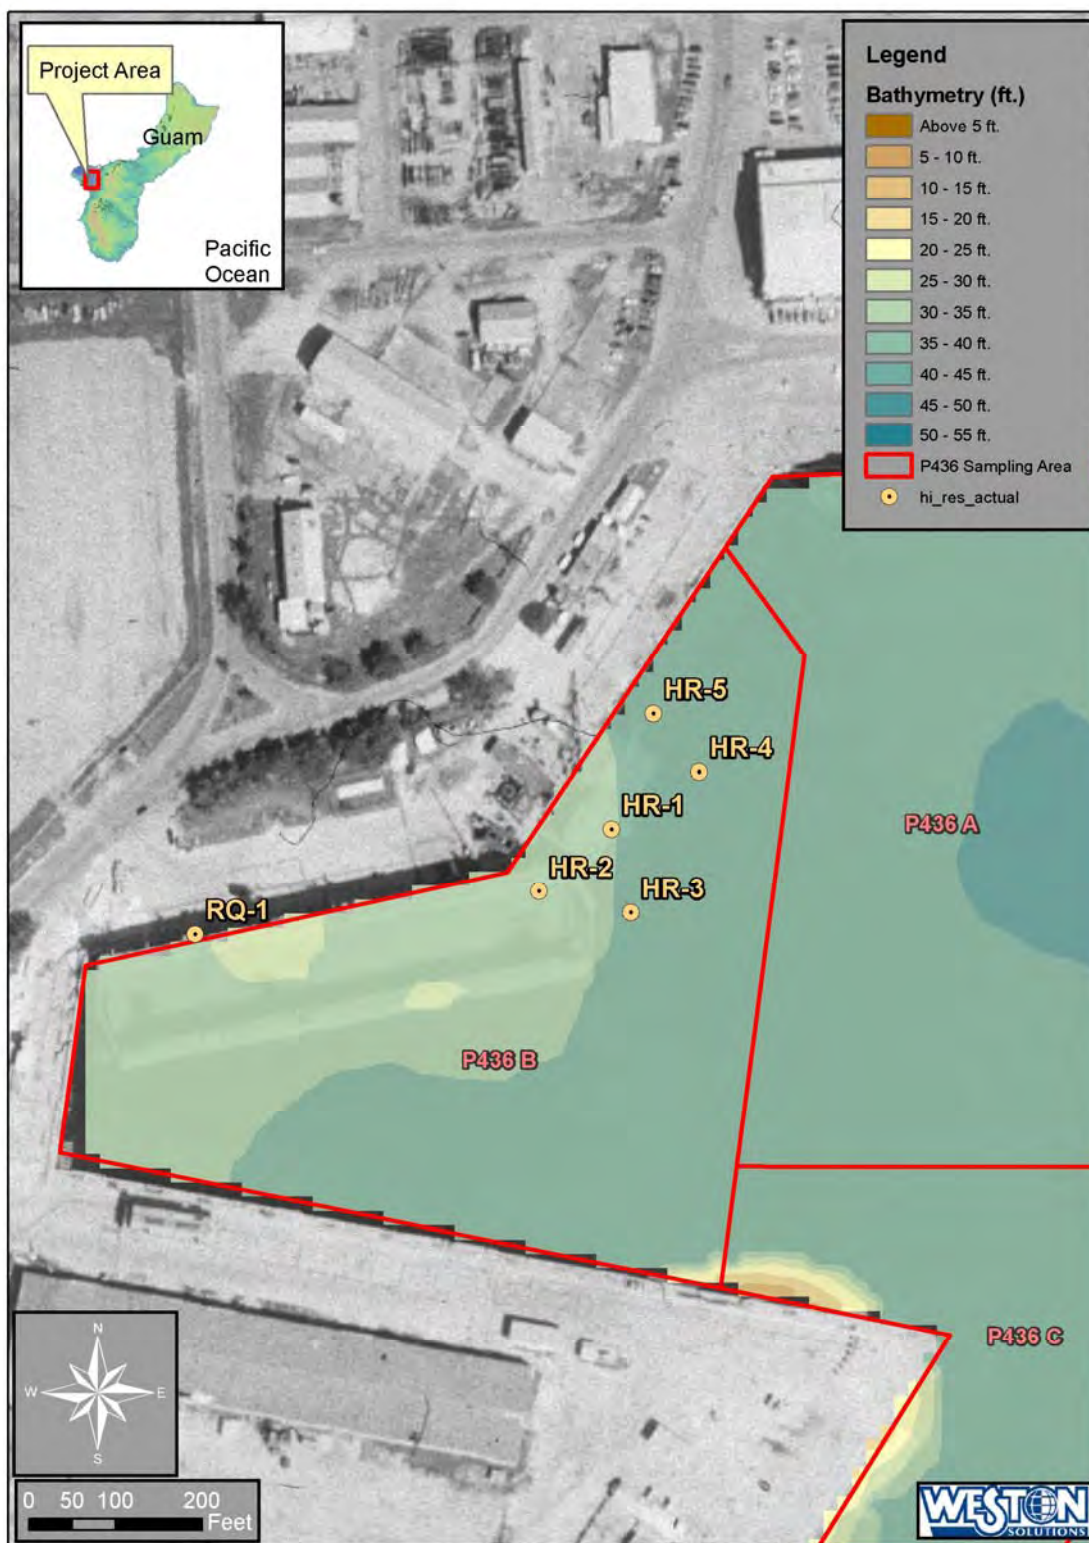 Project Area
Guam
Pacific
Ocean
Legend
Bathymetry (ft.)
Above 5 ft.
5 - 10 ft.
10 - 15 ft.
15 - 20 ft.
20 - 25 ft.
25 - 30 ft.
30 - 35 ft.
35 - 40 ft.
40 - 45 ft.
45 - 50 ft.
50 - 55 ft.
P436 Sampling Area
hi_res_actual
HR-5
HR-4
HR-1
P436 A
HR-2
HR-3
RQ-1
P436 B
P436 C
N
W
E
S
0 50 100 200
Feet
WESTON
SOLUTIONS